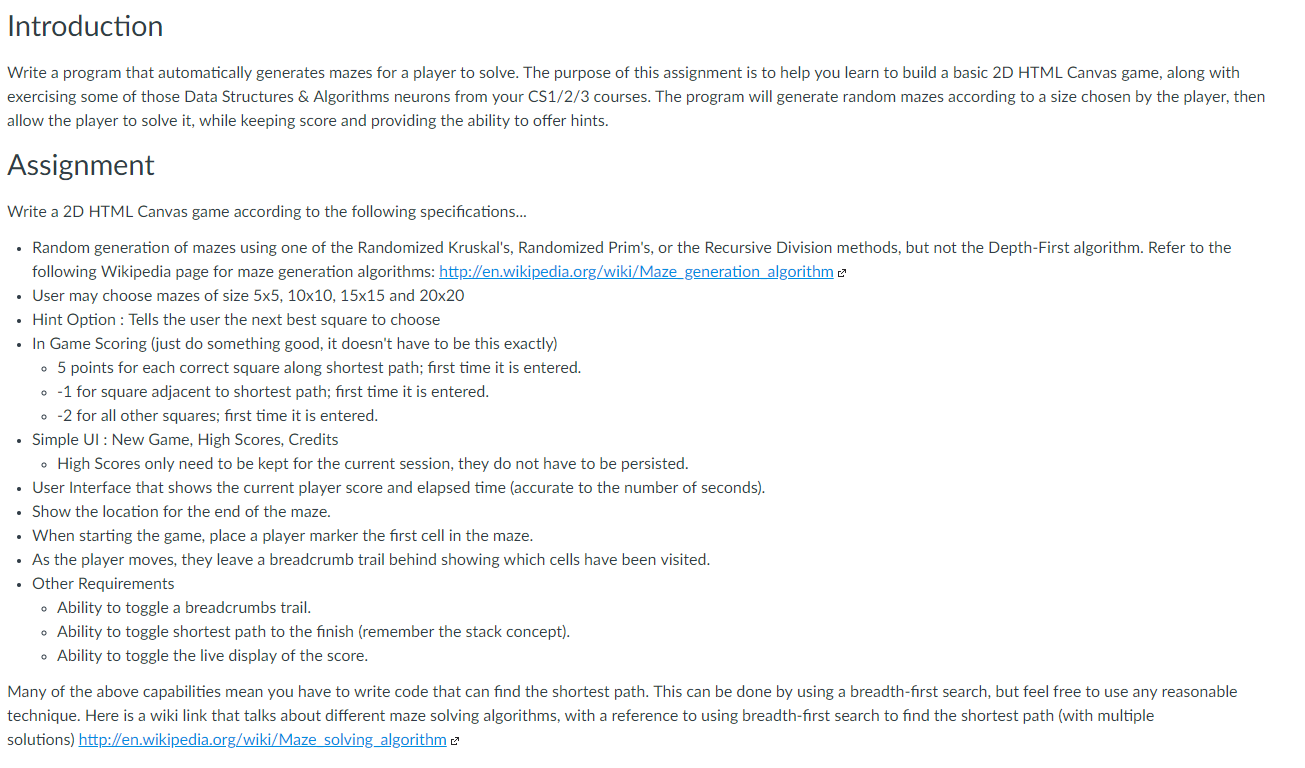 Introduction
Write a program that automatically generates mazes for a player to solve. The purpose of this assignment is to help you learn to build a basic 2D HTML Canvas game, along with
exercising some of those Data Structures & Algorithms neurons from your CS1/2/3 courses. The program will generate random mazes according to a size chosen by the player, then
allow the player to solve it, while keeping score and providing the ability to offer hints.
Assignment
Write a 2D HTML Canvas game according to the following specifications...
• Random generation of mazes using one of the Randomized Kruskal's, Randomized Prim's, or the Recursive Division methods, but not the Depth-First algorithm. Refer to the
following Wikipedia page for maze generation algorithms: http://en.wikipedia.org/wiki/Maze_generation_algorithm
• User may choose mazes of size 5x5, 10x10, 15x15 and 20x20
• Hint Option : Tells the user the next best square to choose
• In Game Scoring (just do something good, it doesn't have to be this exactly)
◦ 5 points for each correct square along shortest path; first time it is entered.
◦ -1 for square adjacent to shortest path; first time it is entered.
◦ -2 for all other squares; first time it is entered.
• Simple UI : New Game, High Scores, Credits
◦ High Scores only need to be kept for the current session, they do not have to be persisted.
• User Interface that shows the current player score and elapsed time (accurate to the number of seconds).
• Show the location for the end of the maze.
• When starting the game, place a player marker the first cell in the maze.
• As the player moves, they leave a breadcrumb trail behind showing which cells have been visited.
• Other Requirements
◦ Ability to toggle a breadcrumbs trail.
◦ Ability to toggle shortest path to the finish (remember the stack concept).
◦ Ability to toggle the live display of the score.
Many of the above capabilities mean you have to write code that can find the shortest path. This can be done by using a breadth-first search, but feel free to use any reasonable
technique. Here is a wiki link that talks about different maze solving algorithms, with a reference to using breadth-first search to find the shortest path (with multiple
solutions) http://en.wikipedia.org/wiki/Maze_solving_algorithm